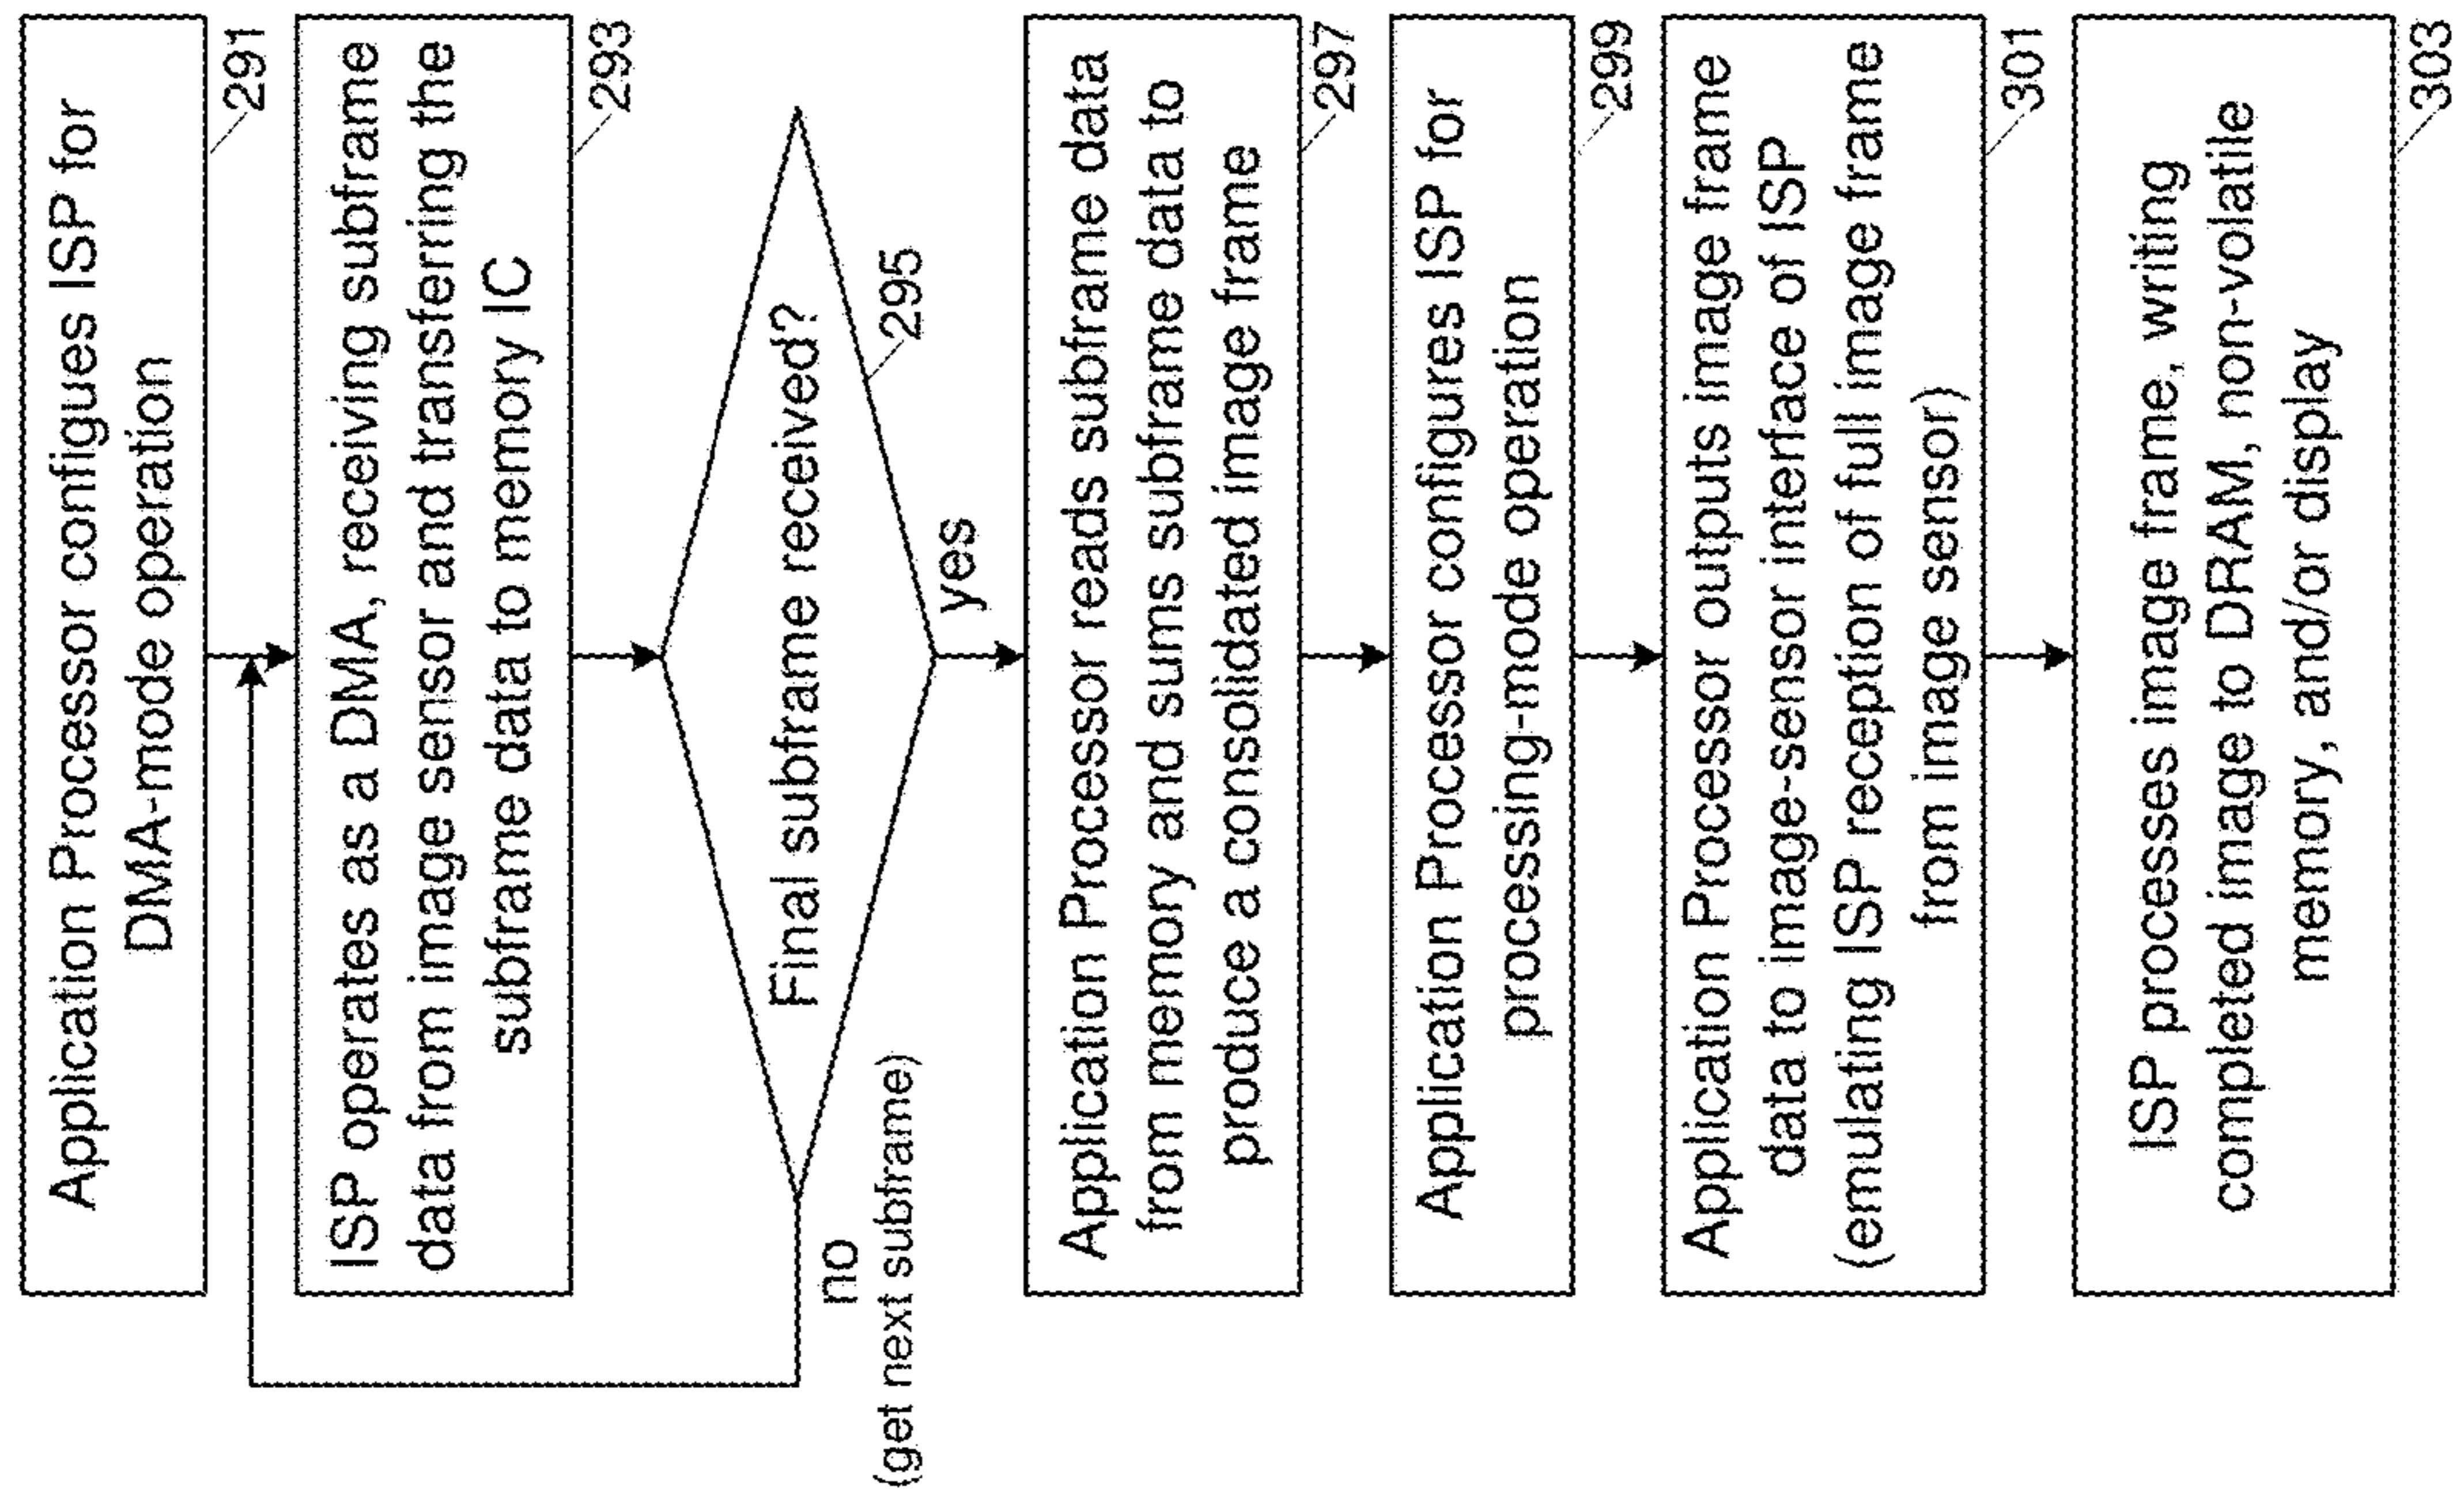 Application Processor configues ISP for
DMA-mode operation
291
ISP operates as a DMA, receiving subframe
data from image sensor and transferring the
subframe data to memory IC
293
Final subframe received?
295
no
(get next subframe)
yes
Application Processor reads subframe data
from memory and sums subframe data to
produce a consolidated image frame
297
Application Processor configures ISP for
processing-mode operation
299
Application Processor outputs image frame
data to image-sensor interface of ISP
(emulating ISP reception of full image frame
from image sensor)
301
ISP processes image frame, writing
completed image to DRAM, non-volatile
memory, and/or display
303